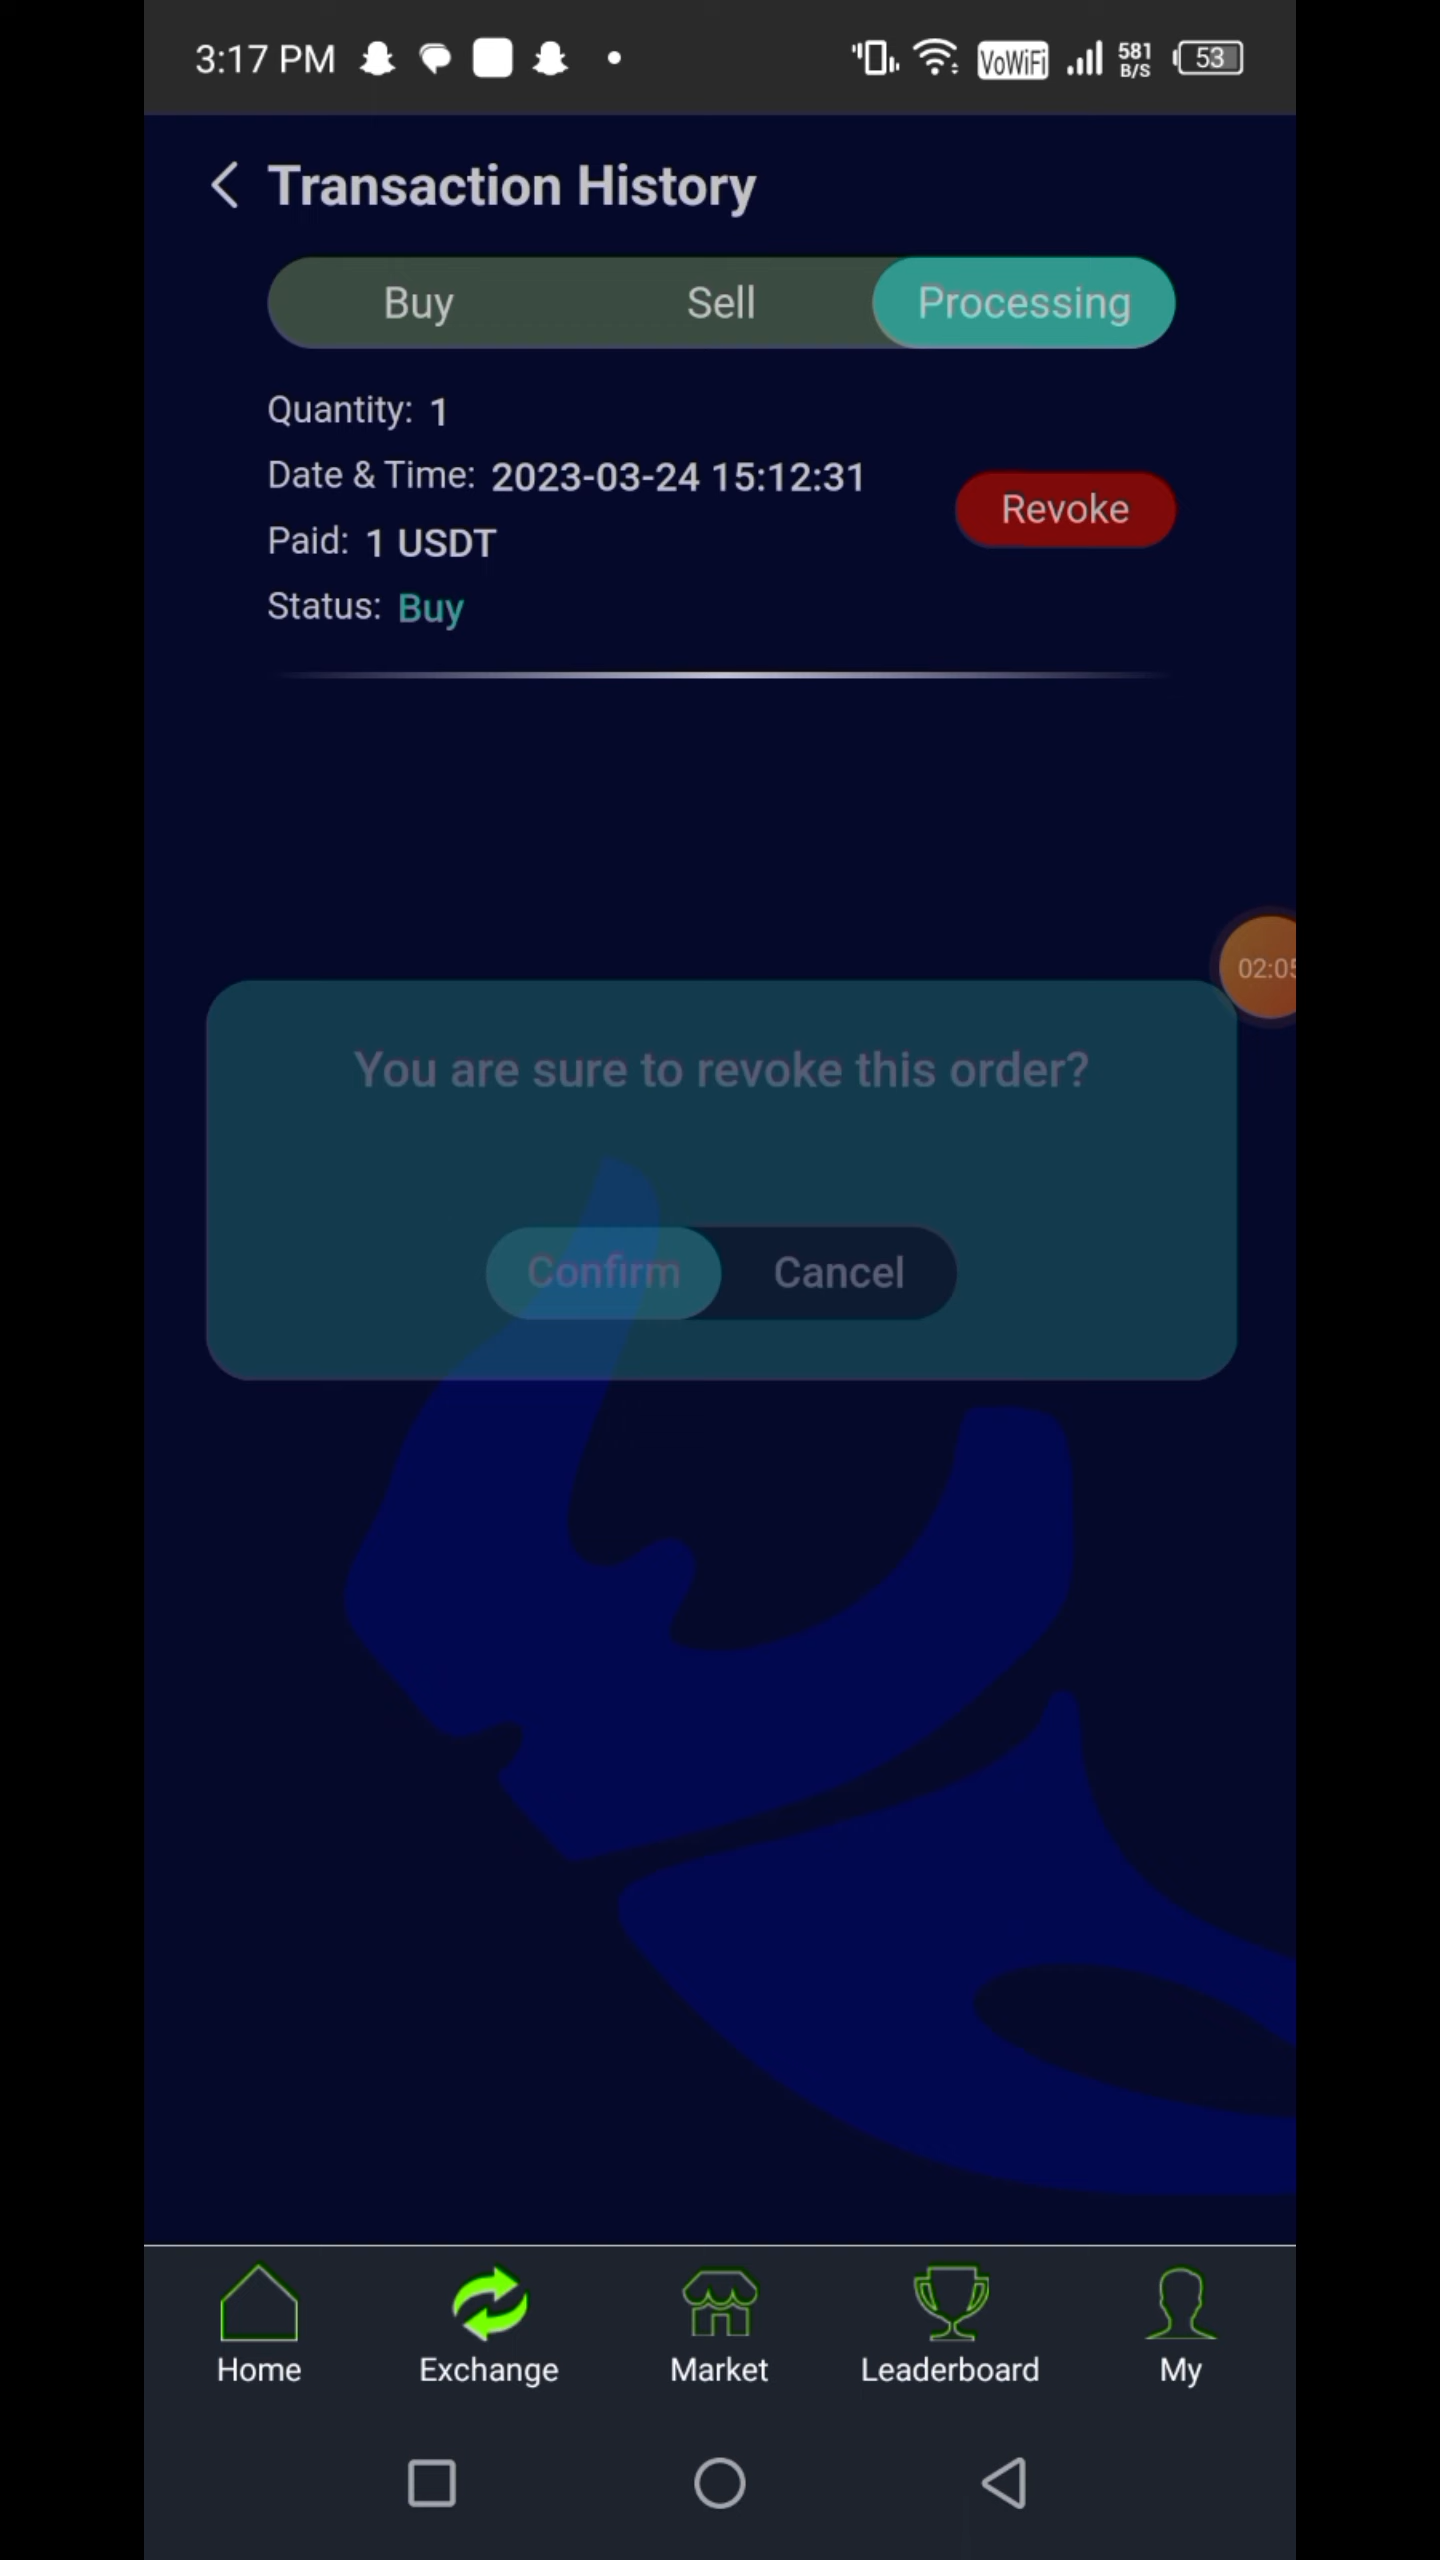 3:17 PM
VoWiFi
581
B/S
53
Transaction History
Buy
Sell
Processing
Quantity: 1
Date & Time: 2023-03-24 15:12:31
Paid: 1 USDT
Status: Buy
Revoke
02:05
You are sure to revoke this order?
Confirm
Cancel
Home
Exchange
Market
Leaderboard
My